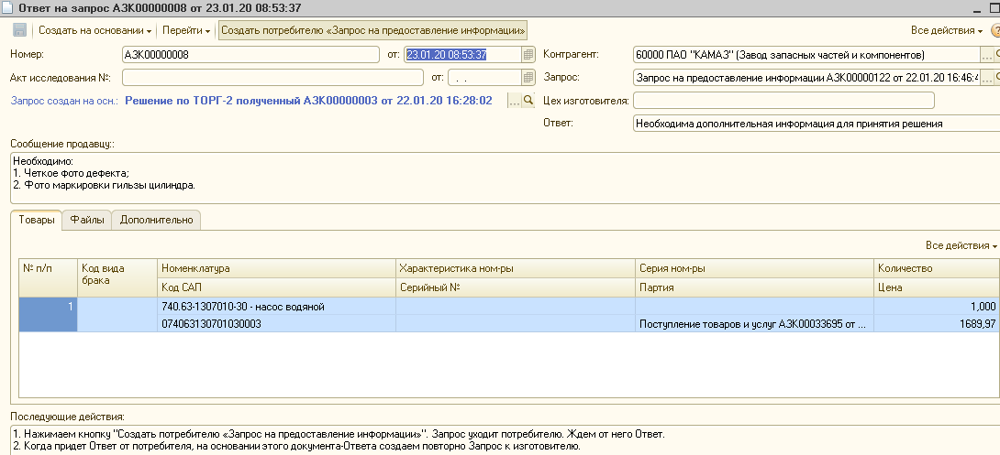 Ответ на запрос АЗК00000008 от 23.01.20 08:53:37
Создать на основании Перейти Создать потребителю «Запрос на предоставление информации» Все действия
Номер: АЗК00000008 от: 23.01.20 08:53:37 Контрагент: 60000 ПАО "КАМАЗ" (Завод запасных частей и компонентов) ...
Акт исследования №: от: . . Запрос: Запрос на предоставление информации АЗК00000122 от 22.01.20 16:46:4 ...
Запрос создан на осн.: Решение по ТОРГ-2 полученный АЗК00000003 от 22.01.20 16:28:02 ... Цех изготовителя:
Ответ: Необходима дополнительная информация для принятия решения
Сообщение продавцу::
Необходимо:
1. Четкое фото дефекта;
2. Фото маркировки гильзы цилиндра.
Товары Файлы Дополнительно
Все действия
№ п/п Код вида брака Номенклатура Характеристика ном-ры Серия ном-ры Количество
Код САП Серийный № Партия Цена
1 740.63-1307010-30 - насос водяной 1,000
074063130701030003 Поступление товаров и услуг АЗК00033695 от ... 1689,97
Последующие действия:
1. Нажимаем кнопку "Создать потребителю «Запрос на предоставление информации»". Запрос уходит потребителю. Ждем от него Ответ.
2. Когда придет Ответ от потребителя, на основании этого документа-Ответа создаем повторно Запрос к изготовителю.